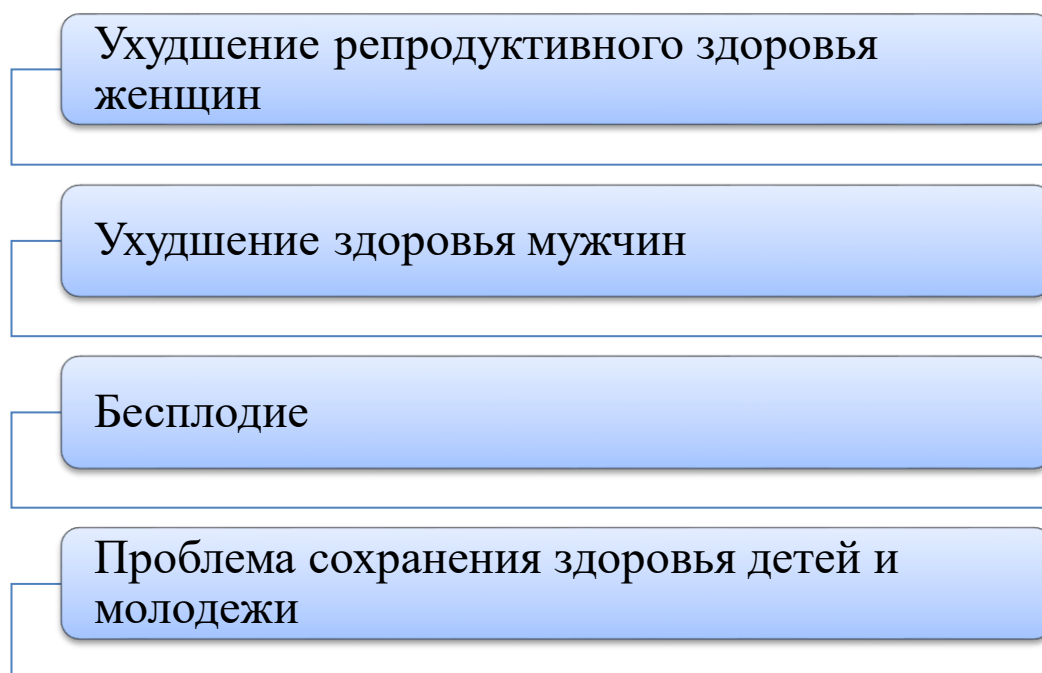 Ухудшение репродуктивного здоровья
женщин
Ухудшение здоровья мужчин
Бесплодие
Проблема сохранения здоровья детей и
молодежи